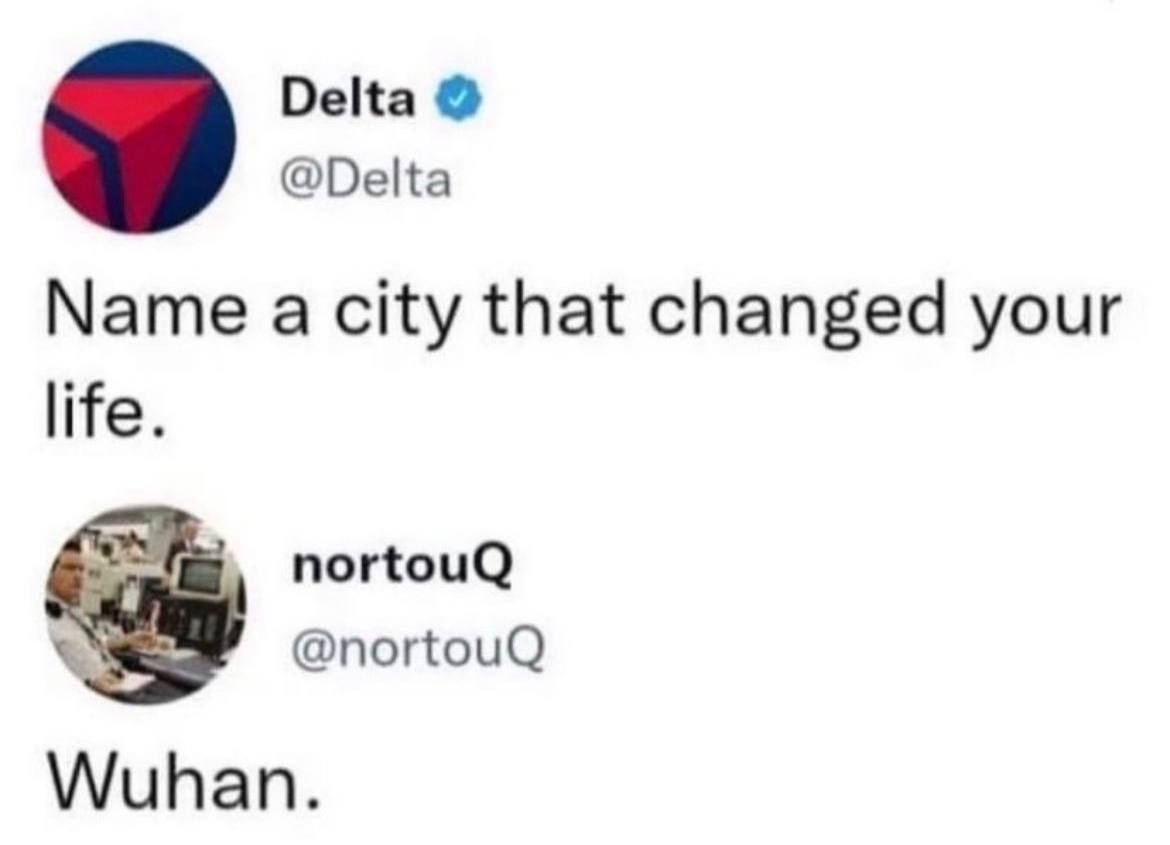 Delta
@Delta
Name a city that changed your
life.
nortouQ
@nortouQ
Wuhan.